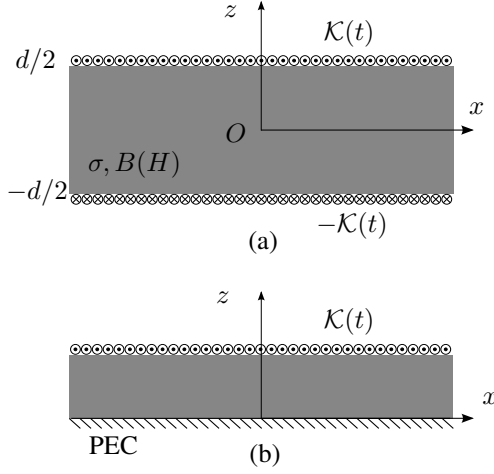 z
𝒦(t)
d/2
x
O
σ, B(H)
−d/2
−𝒦(t)
(a)
z
𝒦(t)
x
PEC
(b)